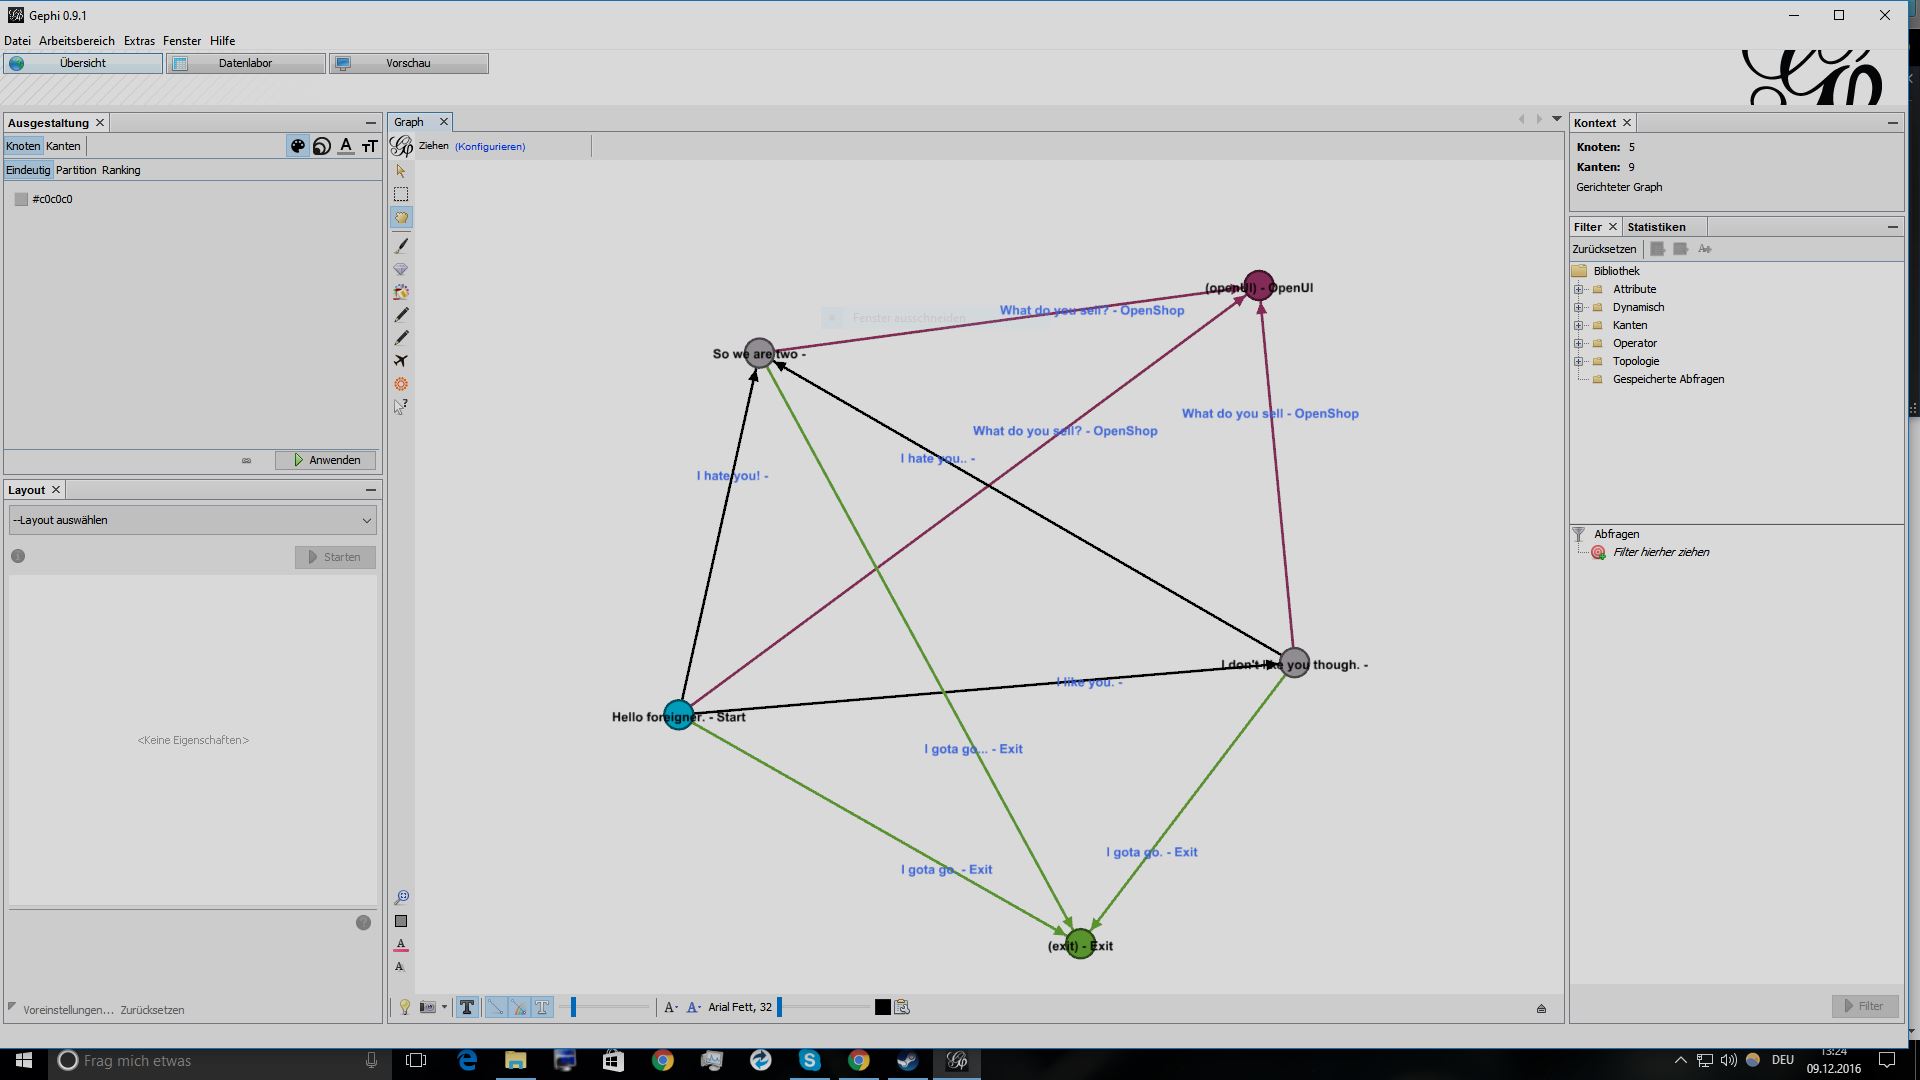 Gephi 0.9.1
Datei Arbeitsbereich Extras Fenster Hilfe
Übersicht Datenlabor Vorschau
Ausgestaltung
Knoten Kanten
Eindeutig Partition Ranking
#c0c0c0
Anwenden
Layout
--Layout auswählen
Starten
<Keine Eigenschaften>
Voreinstellungen... Zurücksetzen
Graph
Ziehen (Konfigurieren)
(openUI) - OpenUI
What do you sell? - OpenShop
Fenster ausschneiden
So we are two -
What do you sell - OpenShop
What do you sell? - OpenShop
I hate you.. -
I hate you! -
I don't like you though. -
I like you. -
Hello foreigner. - Start
I gota go... - Exit
I gota go. - Exit
I gota go. - Exit
(exit) - Exit
Arial Fett, 32
Kontext
Knoten: 5
Kanten: 9
Gerichteter Graph
Filter Statistiken
Zurücksetzen
Bibliothek
Attribute
Dynamisch
Kanten
Operator
Topologie
Gespeicherte Abfragen
Abfragen
Filter hierher ziehen
Filter
Frag mich etwas
DEU
13:24
09.12.2016